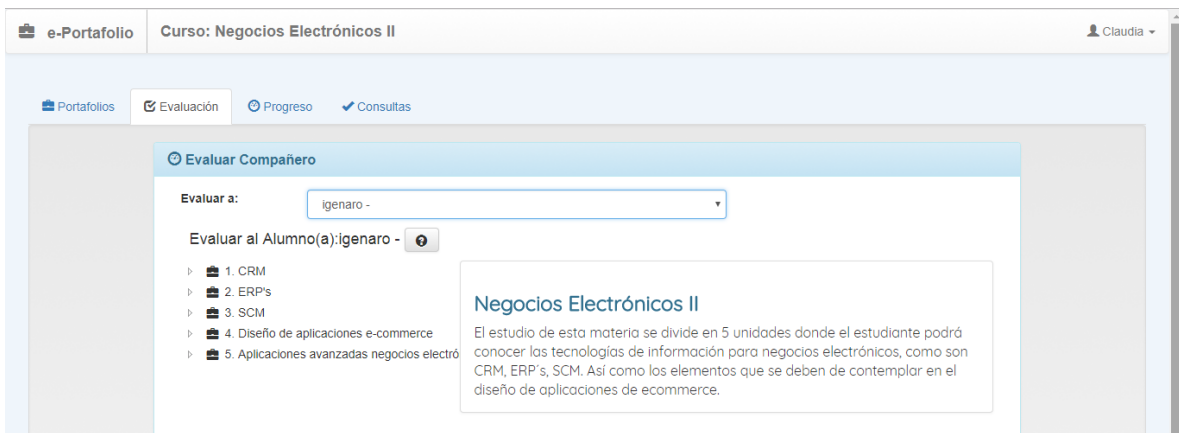 e-Portafolio
Curso: Negocios Electrónicos II
Claudia
Portafolios
Evaluación
Progreso
Consultas
Evaluar Compañero
Evaluar a:
igenaro -
Evaluar al Alumno(a):igenaro -
1. CRM
2. ERP's
3. SCM
4. Diseño de aplicaciones e-commerce
5. Aplicaciones avanzadas negocios electró
Negocios Electrónicos II
El estudio de esta materia se divide en 5 unidades donde el estudiante podrá
conocer las tecnologías de información para negocios electrónicos, como son
CRM, ERP´s, SCM. Así como los elementos que se deben de contemplar en el
diseño de aplicaciones de ecommerce.